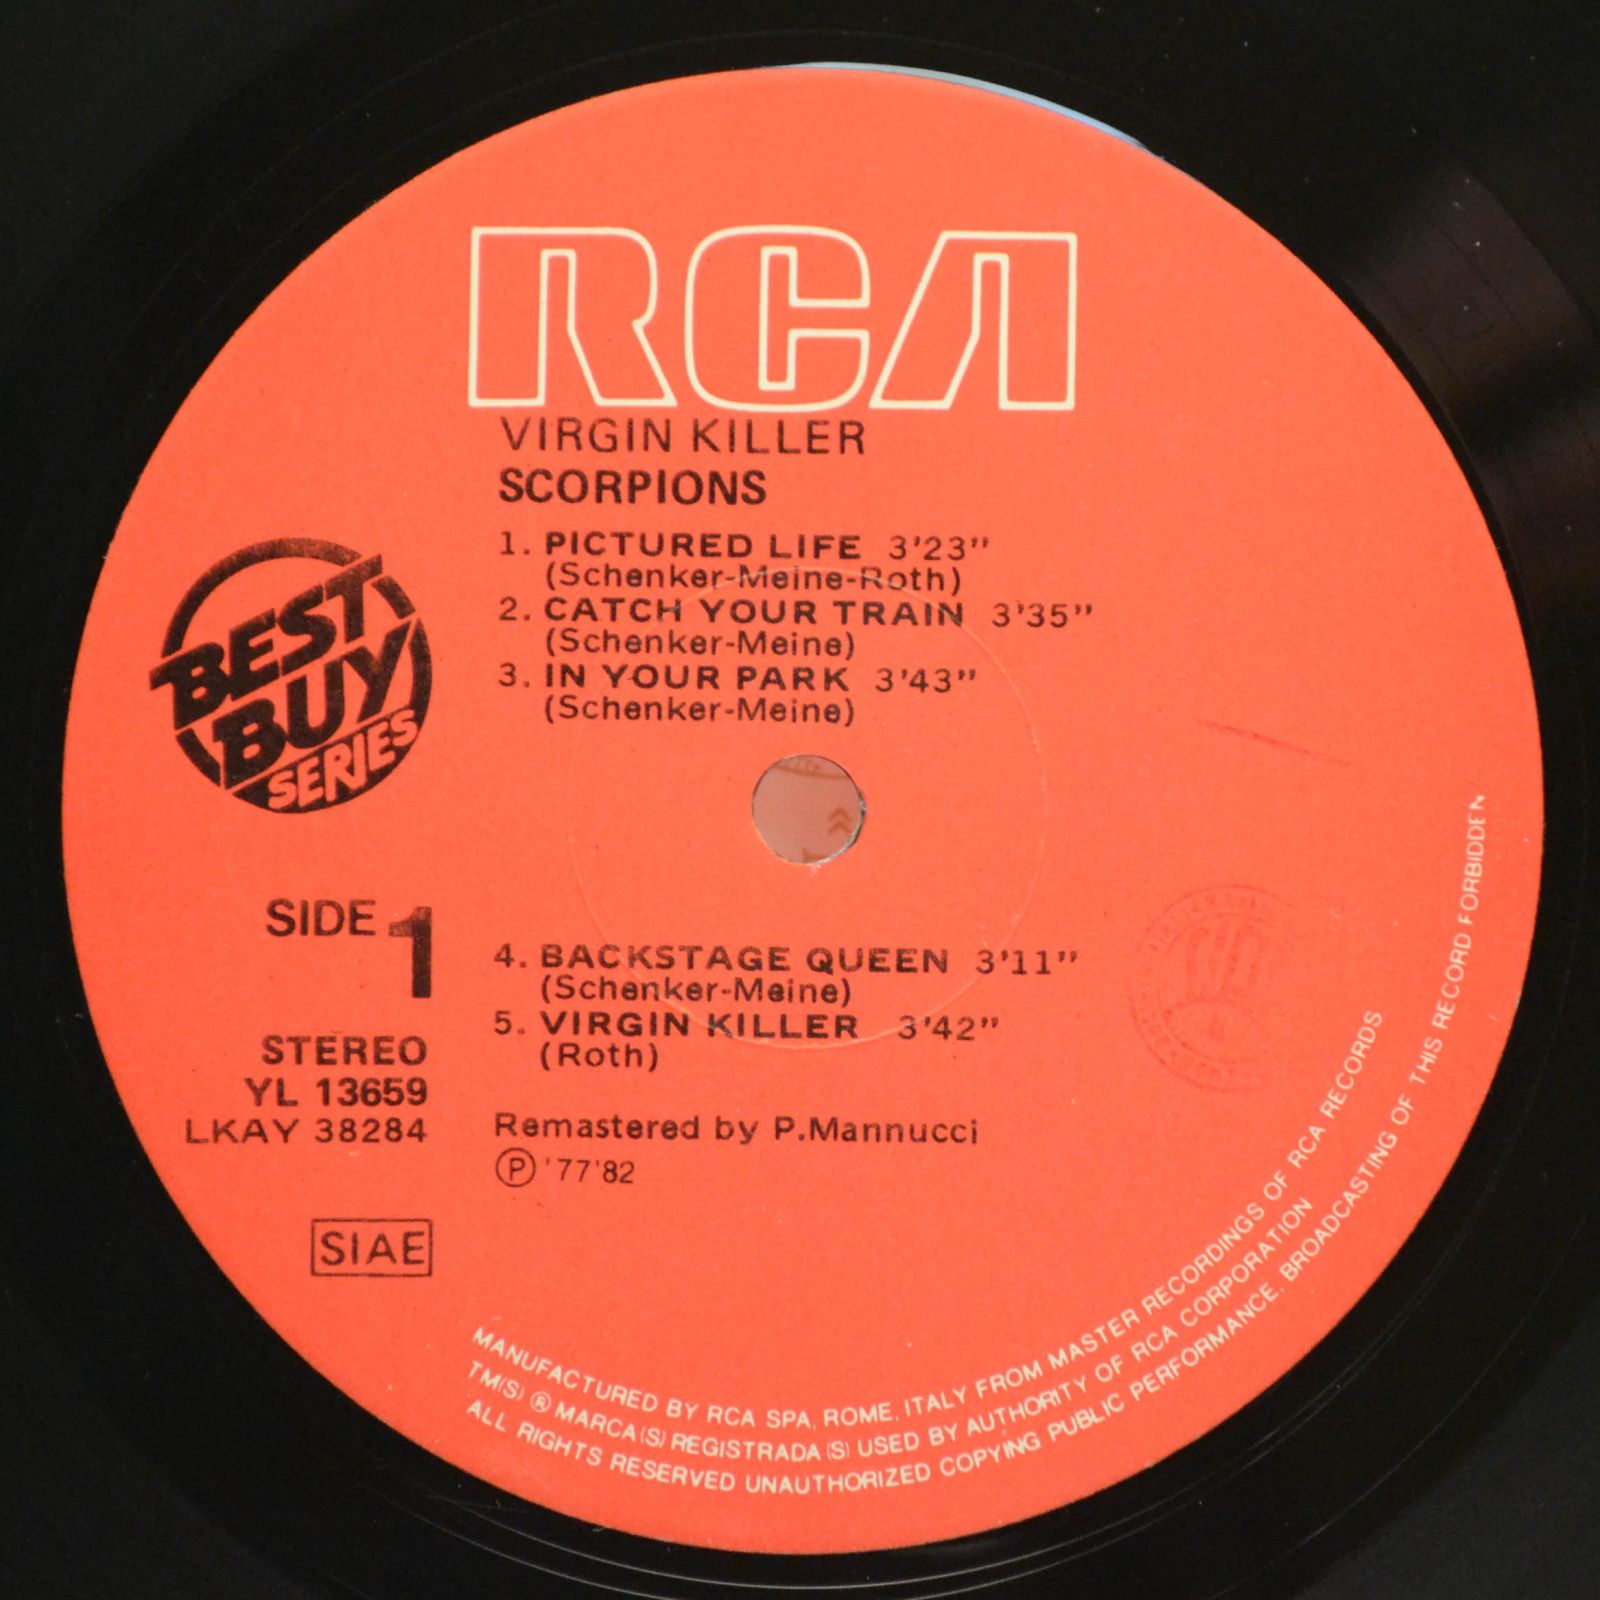 RCA
VIRGIN KILLER
SCORPIONS
1. PICTURED LIFE 3'23"
(Schenker-Meine-Roth)
2. CATCH YOUR TRAIN 3'35"
(Schenker-Meine)
3. IN YOUR PARK 3'43"
(Schenker-Meine)
BEST
BUY
SERIES
SIDE 1
STEREO
YL 13659
LKAY 38284
SIAE
4. BACKSTAGE QUEEN 3'11"
(Schenker-Meine)
5. VIRGIN KILLER 3'42"
(Roth)
Remastered by P.Mannucci
Ⓟ '77'82
MANUFACTURED BY RCA SPA, ROME, ITALY FROM MASTER RECORDINGS OF RCA RECORDS
TM(S) ® MARCA(S) REGISTRADA(S) USED BY AUTHORITY OF RCA CORPORATION
ALL RIGHTS RESERVED UNAUTHORIZED COPYING PUBLIC PERFORMANCE, BROADCASTING OF THIS RECORD FORBIDDEN